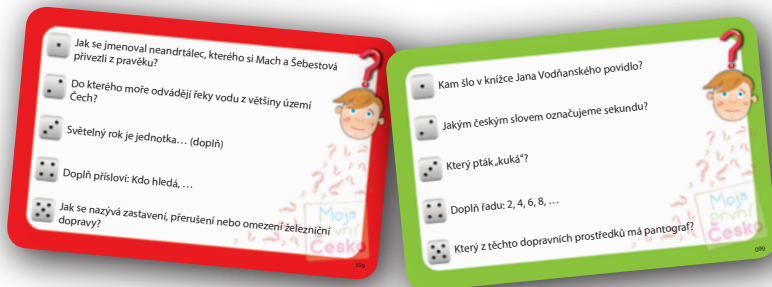 Jak se jmenoval neandrtálec, kterého si Mach a Šebestová
přivezli z pravěku?
Do kterého moře odvádějí řeky vodu z většiny území
Čech?
Světelný rok je jednotka… (doplň)
Doplň přísloví: Kdo hledá, …
Jak se nazývá zastavení, přerušení nebo omezení železniční
dopravy?
Moje
první
Česko
Kam šlo v knížce Jana Vodňanského povidlo?
Jakým českým slovem označujeme sekundu?
Který pták „kuká“?
Doplň řadu: 2, 4, 6, 8, …
Který z těchto dopravních prostředků má pantograf?
Moje
první
Česko
099